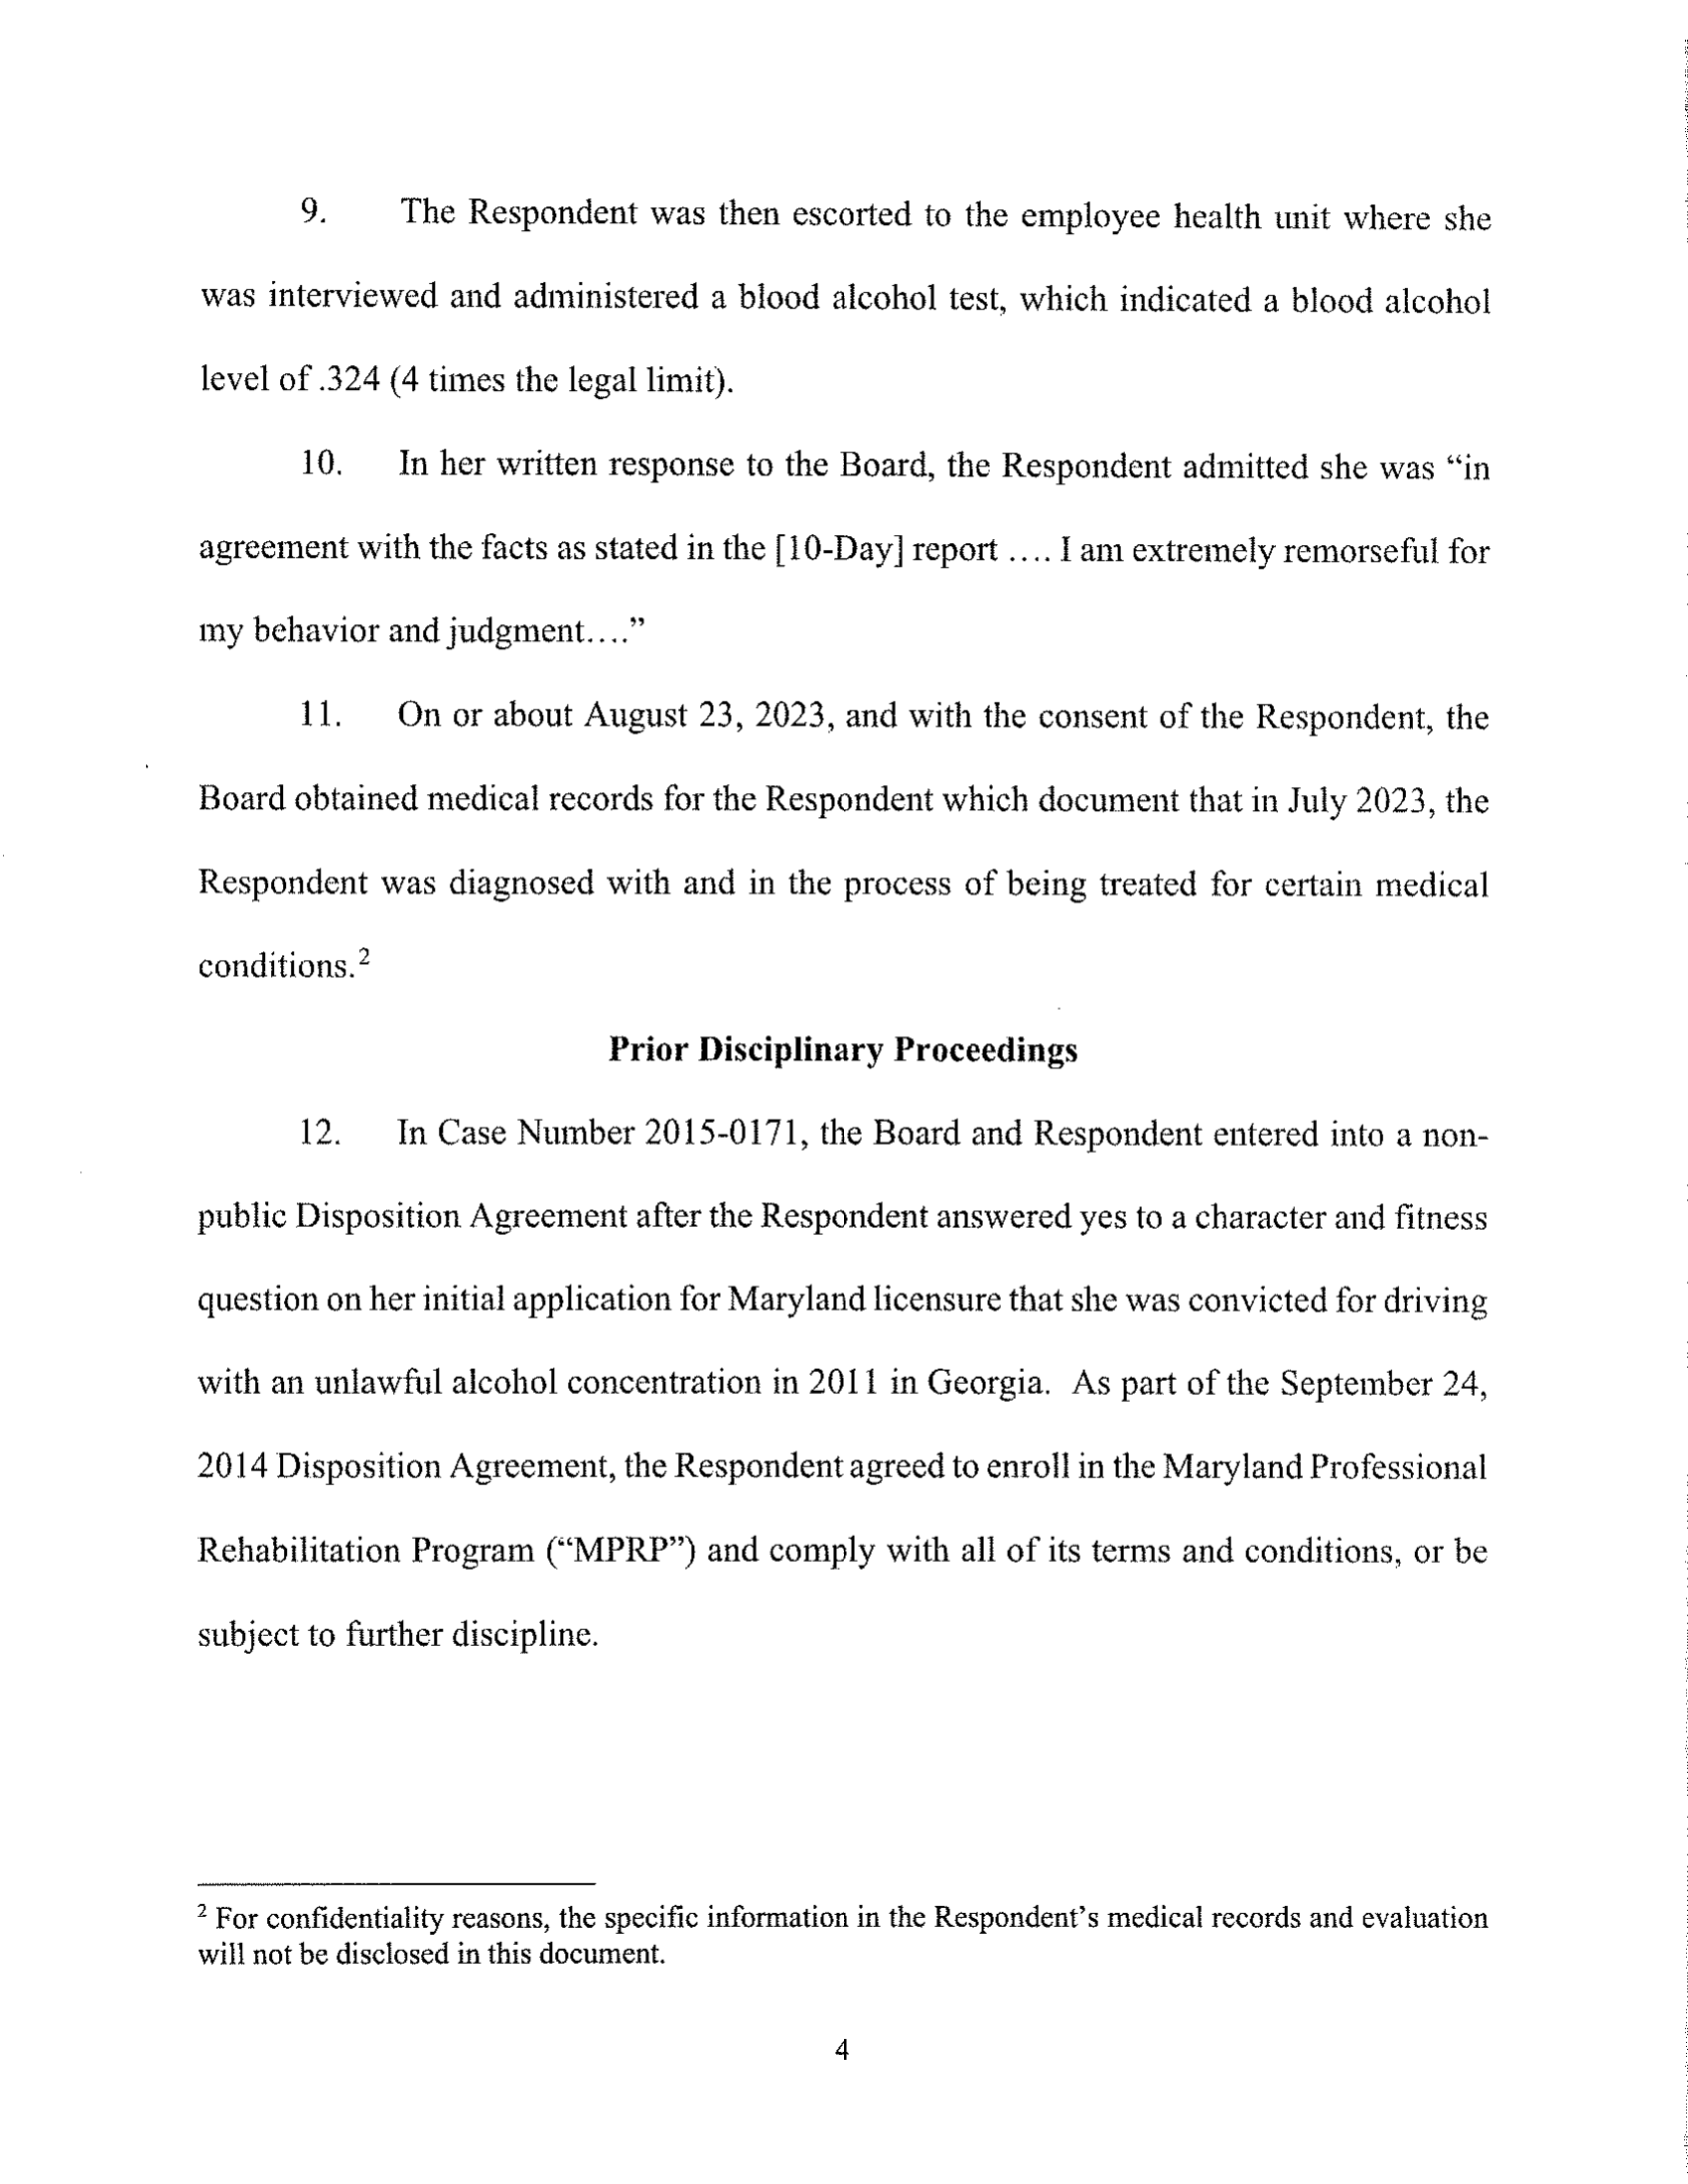 9. The Respondent was then escorted to the employee health unit where she
was interviewed and administered a blood alcohol test, which indicated a blood alcohol
level of .324 (4 times the legal limit).
10. In her written response to the Board, the Respondent admitted she was “in
agreement with the facts as stated in the [10-Day] report .... I am extremely remorseful for
my behavior and judgment....”
11. On or about August 23, 2023, and with the consent of the Respondent, the
Board obtained medical records for the Respondent which document that in July 2023, the
Respondent was diagnosed with and in the process of being treated for certain medical
conditions.²
Prior Disciplinary Proceedings
12. In Case Number 2015-0171, the Board and Respondent entered into a non-
public Disposition Agreement after the Respondent answered yes to a character and fitness
question on her initial application for Maryland licensure that she was convicted for driving
with an unlawful alcohol concentration in 2011 in Georgia. As part of the September 24,
2014 Disposition Agreement, the Respondent agreed to enroll in the Maryland Professional
Rehabilitation Program (“MPRP”) and comply with all of its terms and conditions, or be
subject to further discipline.
² For confidentiality reasons, the specific information in the Respondent’s medical records and evaluation
will not be disclosed in this document.
4